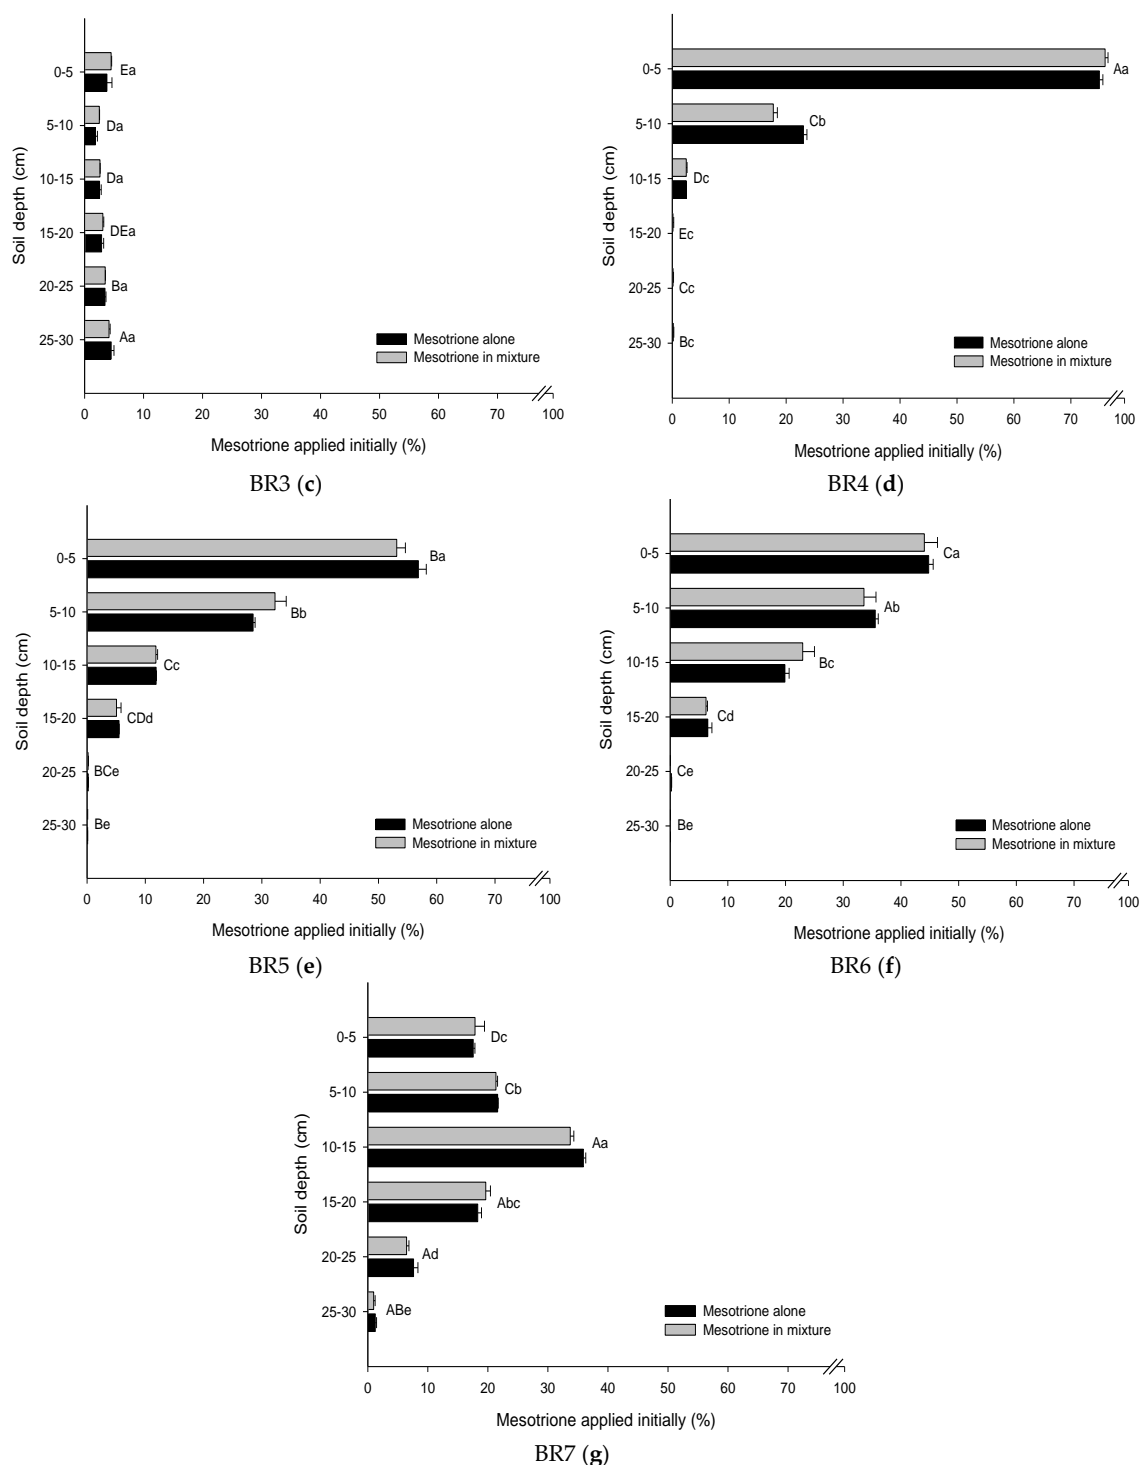 0-5
Ea
5-10
Da
10-15
Da
15-20
DEa
20-25
Ba
25-30
Aa
Soil depth (cm)
Mesotrione alone
Mesotrione in mixture
0 10 20 30 40 50 60 70 100
Mesotrione applied initially (%)
BR3 (c)
0-5
Aa
5-10
Cb
10-15
Dc
15-20
Ec
20-25
Cc
25-30
Bc
Soil depth (cm)
Mesotrione alone
Mesotrione in mixture
0 10 20 30 40 50 60 70 100
Mesotrione applied initially (%)
BR4 (d)
0-5
Ba
5-10
Bb
10-15
Cc
15-20
CDd
20-25
BCe
25-30
Be
Soil depth (cm)
Mesotrione alone
Mesotrione in mixture
0 10 20 30 40 50 60 70 100
Mesotrione applied initially (%)
BR5 (e)
0-5
Ca
5-10
Ab
10-15
Bc
15-20
Cd
20-25
Ce
25-30
Be
Soil depth (cm)
Mesotrione alone
Mesotrione in mixture
0 10 20 30 40 50 60 70 100
Mesotrione applied initially (%)
BR6 (f)
0-5
Dc
5-10
Cb
10-15
Aa
15-20
Abc
20-25
Ad
25-30
ABe
Soil depth (cm)
Mesotrione alone
Mesotrione in mixture
0 10 20 30 40 50 60 70 100
Mesotrione applied initially (%)
BR7 (g)